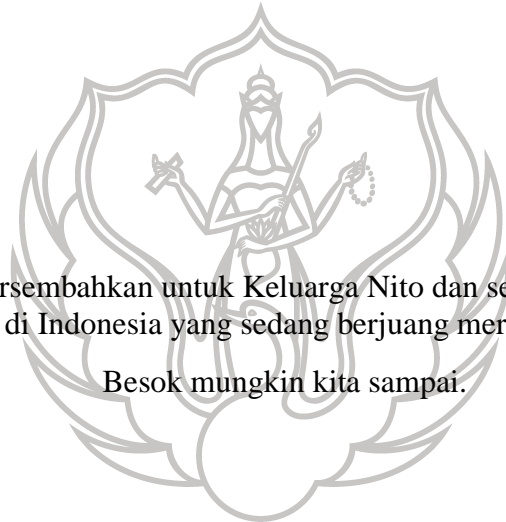 rsembahkan untuk Keluarga Nito dan se
di Indonesia yang sedang berjuang mer
Besok mungkin kita sampai.